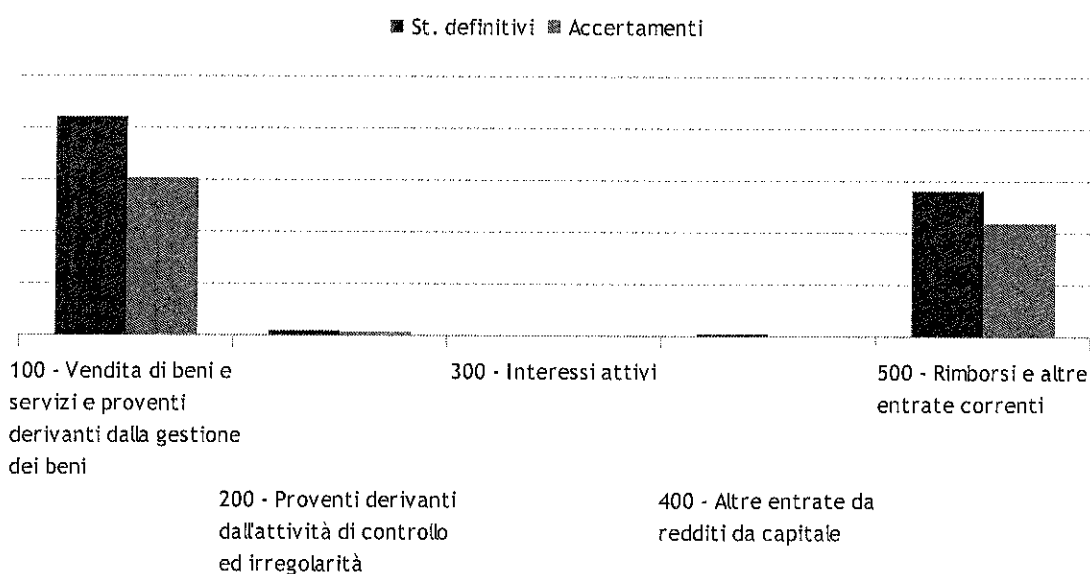 St. definitivi Accertamenti
100 - Vendita di beni e
servizi e proventi
derivanti dalla gestione
dei beni
200 - Proventi derivanti
dall'attività di controllo
ed irregolarità
300 - Interessi attivi
400 - Altre entrate da
redditi da capitale
500 - Rimborsi e altre
entrate correnti